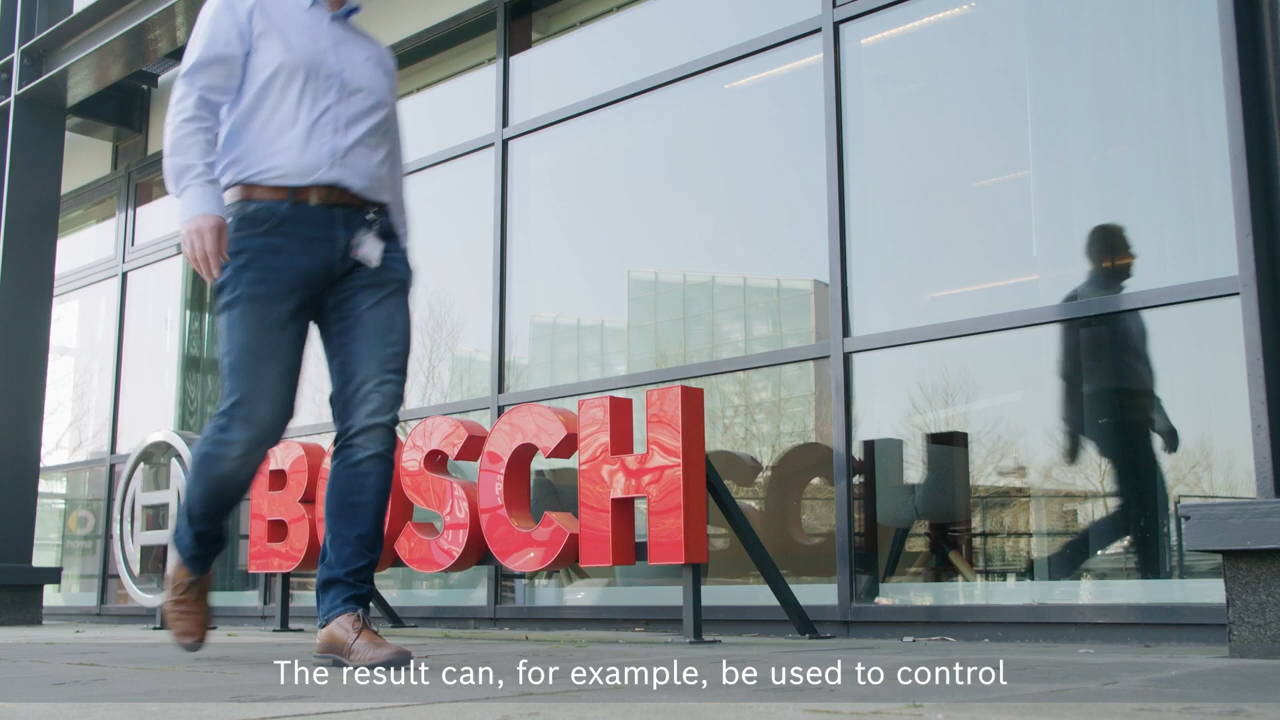 BOSCH
The result can, for example, be used to control